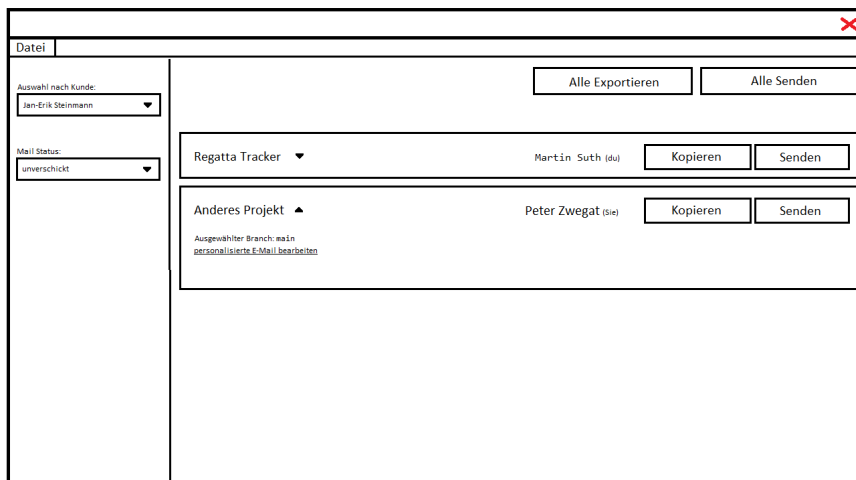 Datei
Auswahl nach Kunde:
Jan-Erik Steinmann
Mail Status:
unverschickt
Alle Exportieren
Alle Senden
Regatta Tracker
Martin Suth (du)
Kopieren
Senden
Anderes Projekt
Peter Zwegat (Sie)
Kopieren
Senden
Ausgewählter Branch: main
personalisierte E-Mail bearbeiten